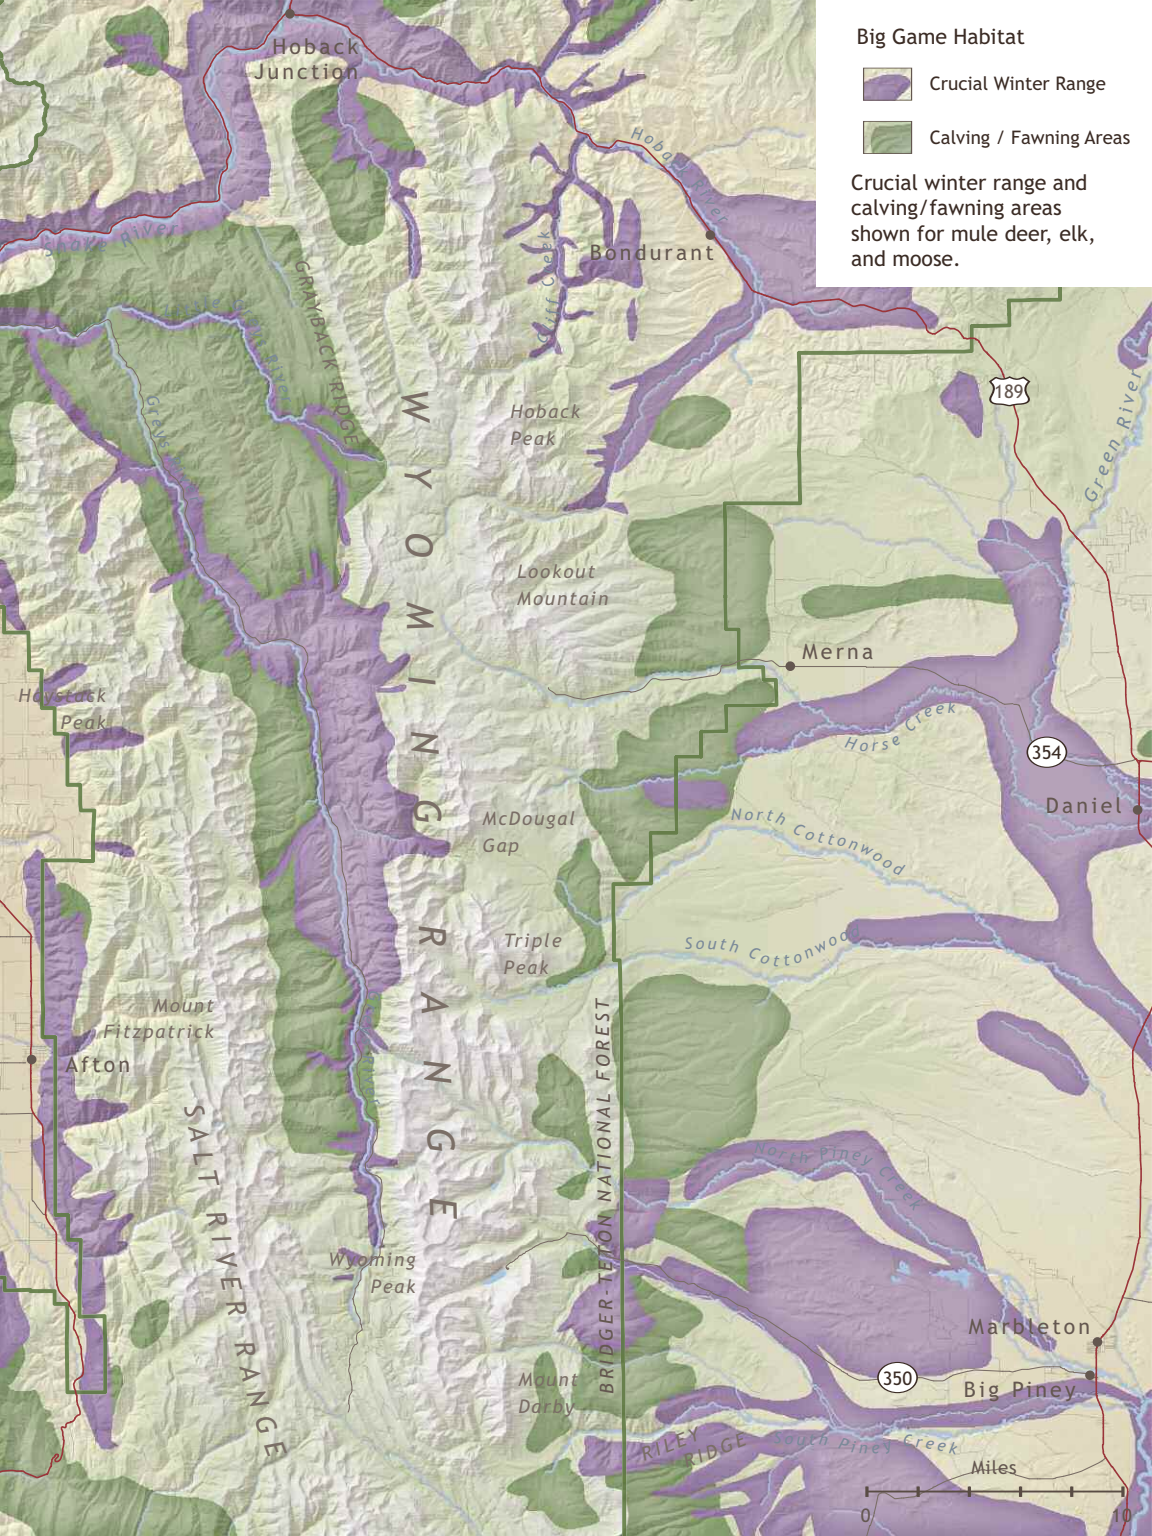 Big Game Habitat
Crucial Winter Range
Calving / Fawning Areas
Crucial winter range and
calving/fawning areas
shown for mule deer, elk,
and moose.
Hoback
Junction
Hoback River
Snake River
Bondurant
Cliff Creek
GRAYBACK RIDGE
River
Greys
189
Green River
Hoback
Peak
WYOMING RANGE
Lookout
Mountain
Merna
Haystack
Peak
Horse Creek
354
Daniel
McDougal
Gap
North Cottonwood
South Cottonwood
Triple
Peak
Mount
Fitzpatrick
Afton
BRIDGER-TETON NATIONAL FOREST
SALT RIVER RANGE
North Piney Creek
Wyoming
Peak
Marbleton
350
Big Piney
Mount
Darby
RILEY
RIDGE
South Piney Creek
Miles
0
10